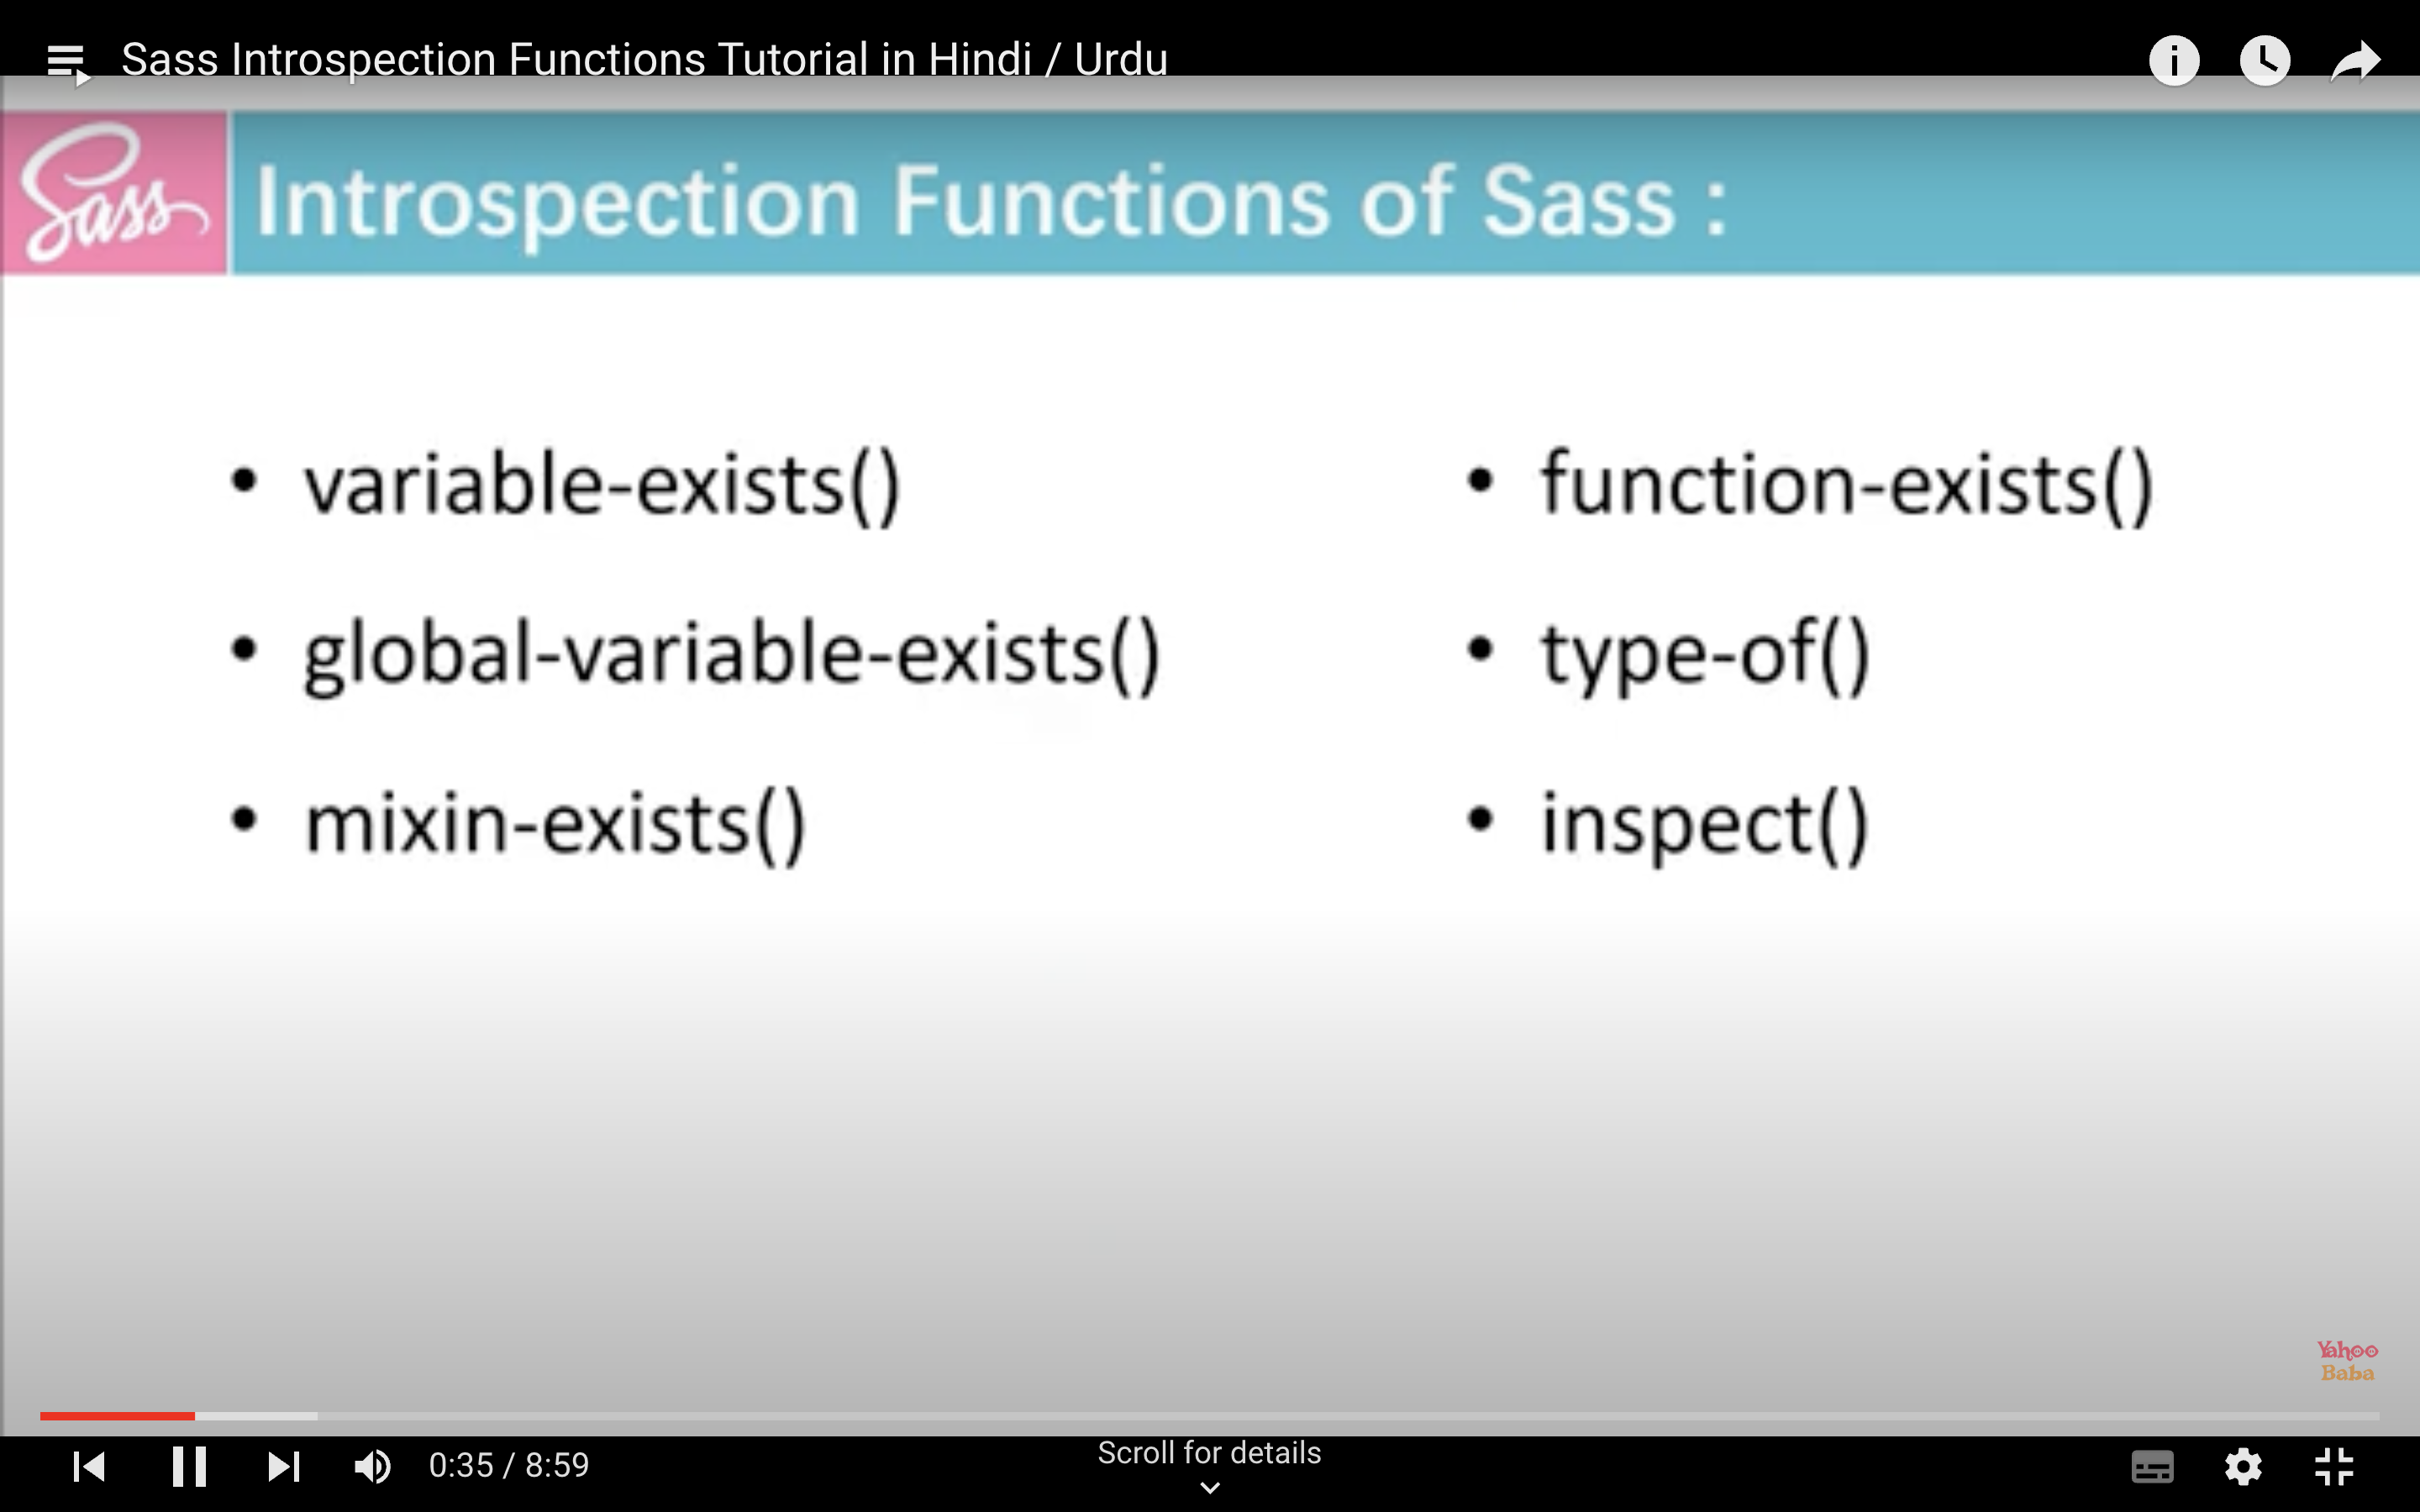 Sass Introspection Functions Tutorial in Hindi / Urdu
Sass
Introspection Functions of Sass :
• variable-exists()
• global-variable-exists()
• mixin-exists()
• function-exists()
• type-of()
• inspect()
Yahoo
Baba
0:35 / 8:59
Scroll for details